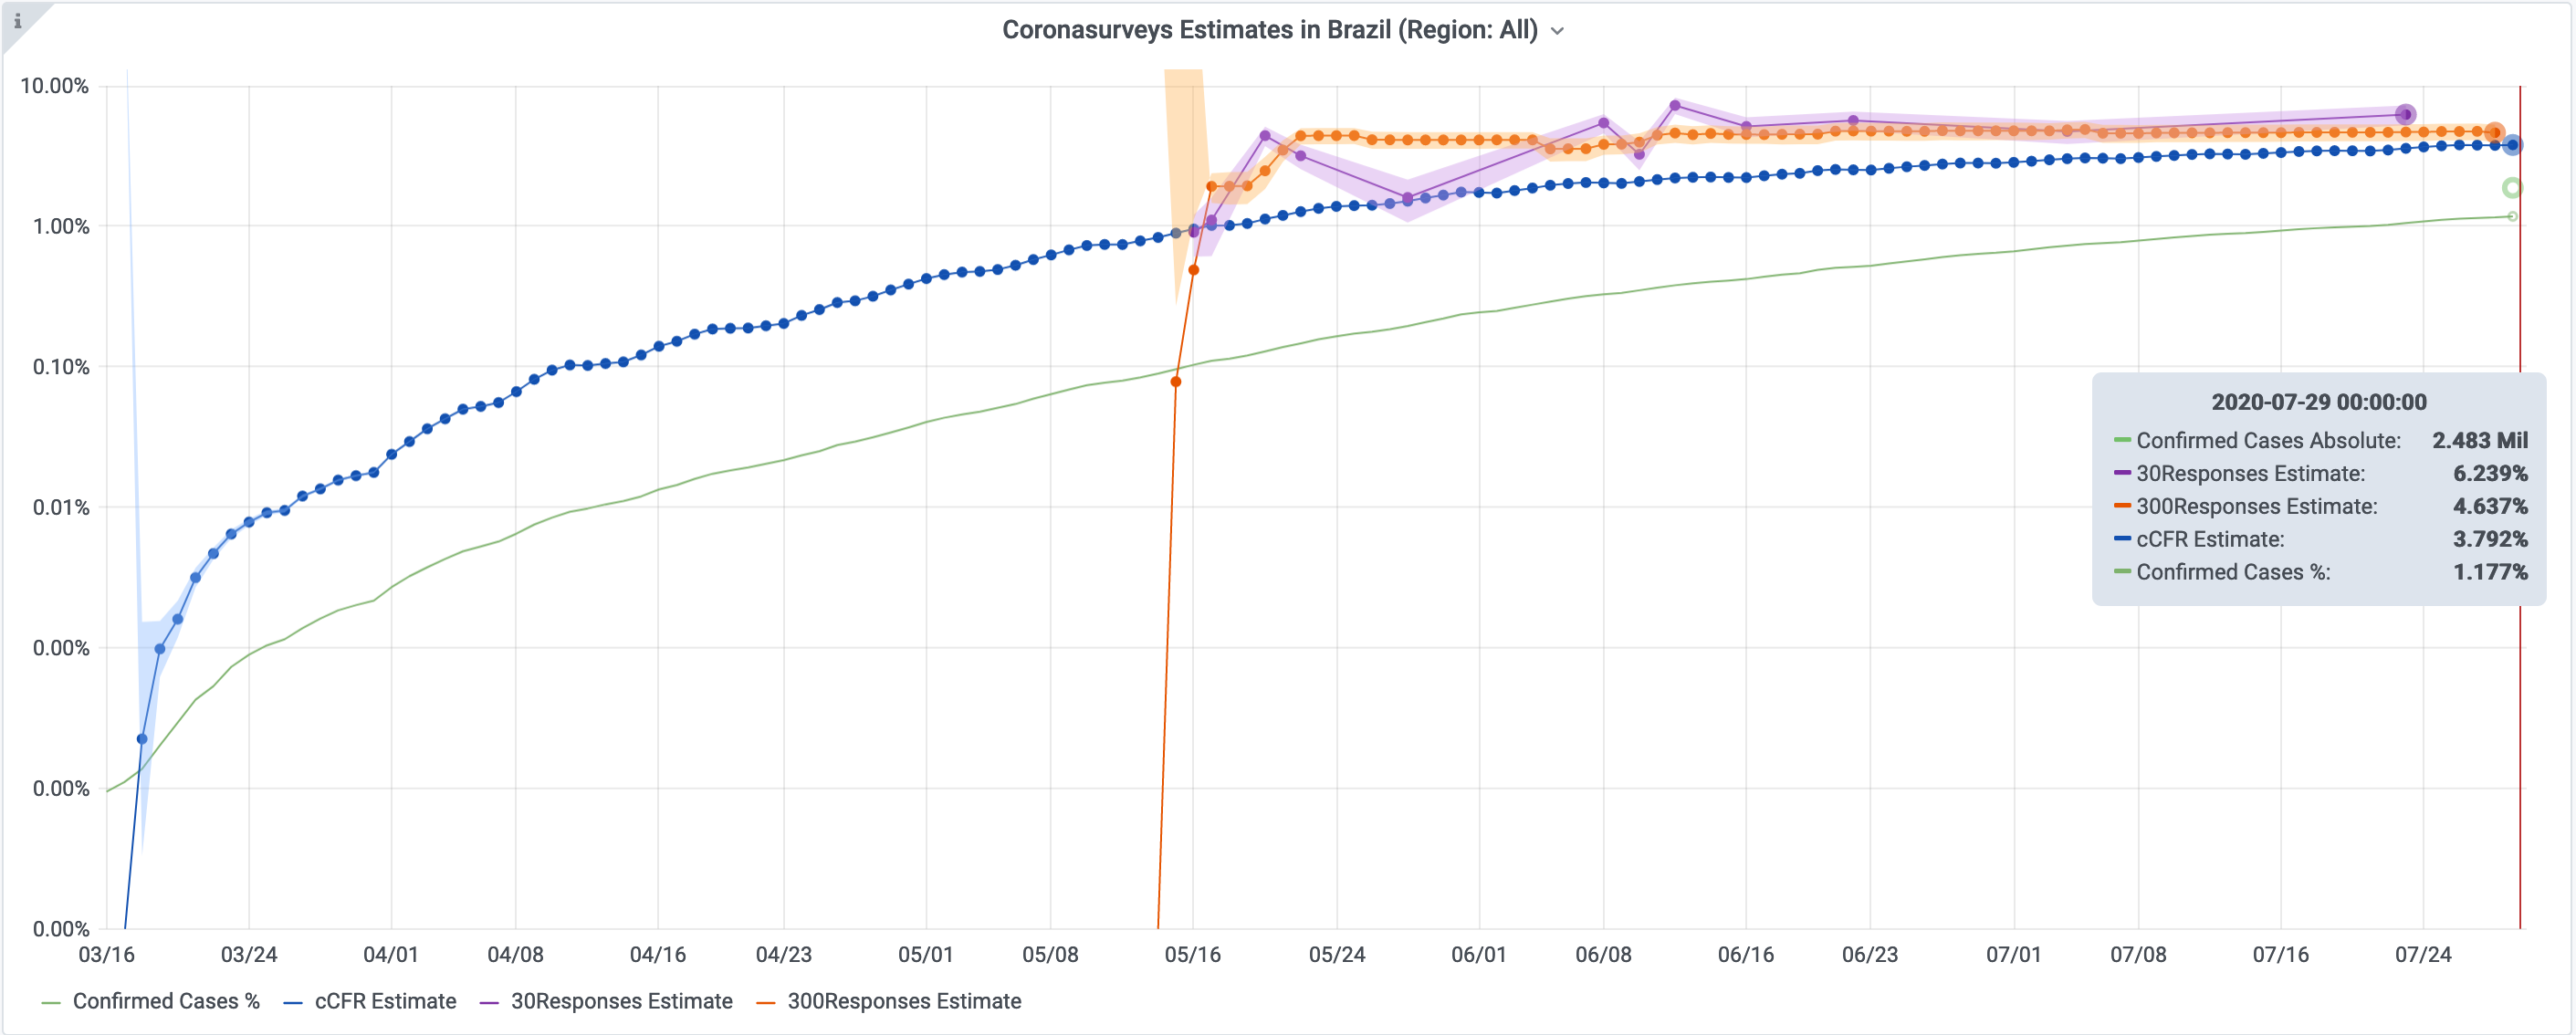 i
Coronasurveys Estimates in Brazil (Region: All)
10.00%
1.00%
0.10%
0.01%
0.00%
0.00%
0.00%
2020-07-29 00:00:00
Confirmed Cases Absolute: 2.483 Mil
30Responses Estimate: 6.239%
300Responses Estimate: 4.637%
cCFR Estimate: 3.792%
Confirmed Cases %: 1.177%
03/16 03/24 04/01 04/08 04/16 04/23 05/01 05/08 05/16 05/24 06/01 06/08 06/16 06/23 07/01 07/08 07/16 07/24
Confirmed Cases % cCFR Estimate 30Responses Estimate 300Responses Estimate